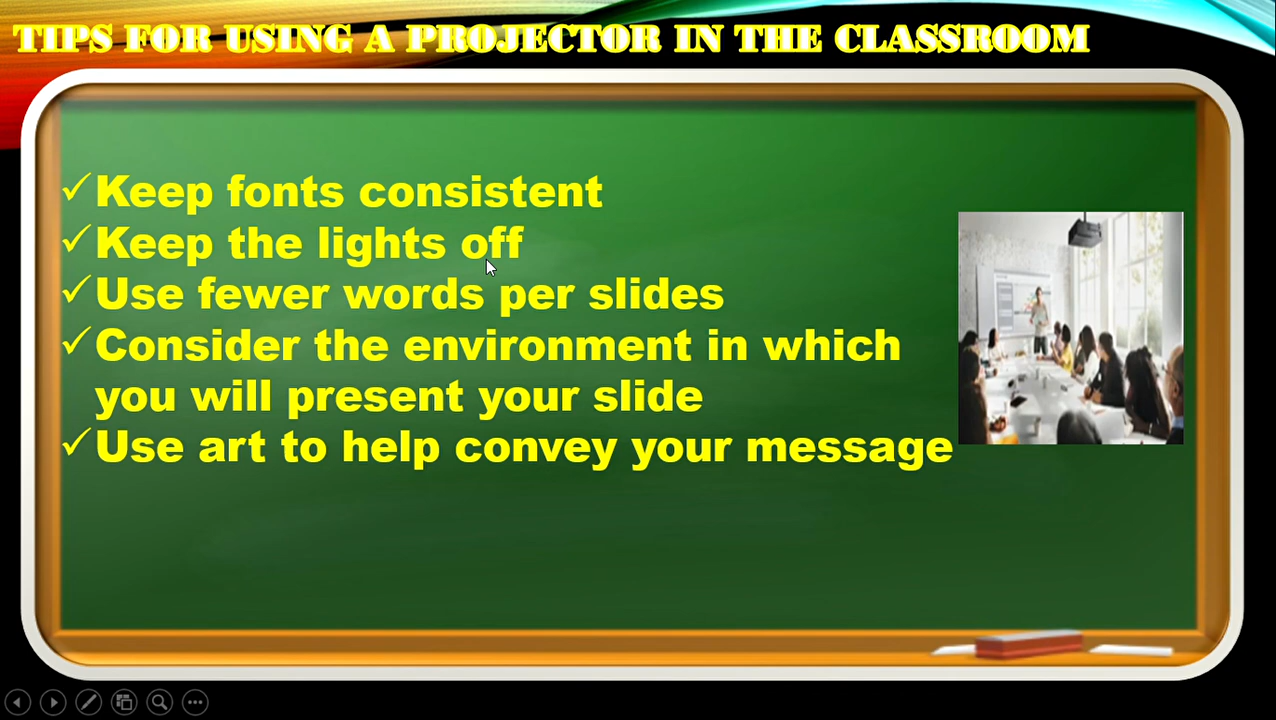 TIPS FOR USING A PROJECTOR IN THE CLASSROOM
✓Keep fonts consistent
✓Keep the lights off
✓Use fewer words per slides
✓Consider the environment in which
you will present your slide
✓Use art to help convey your message